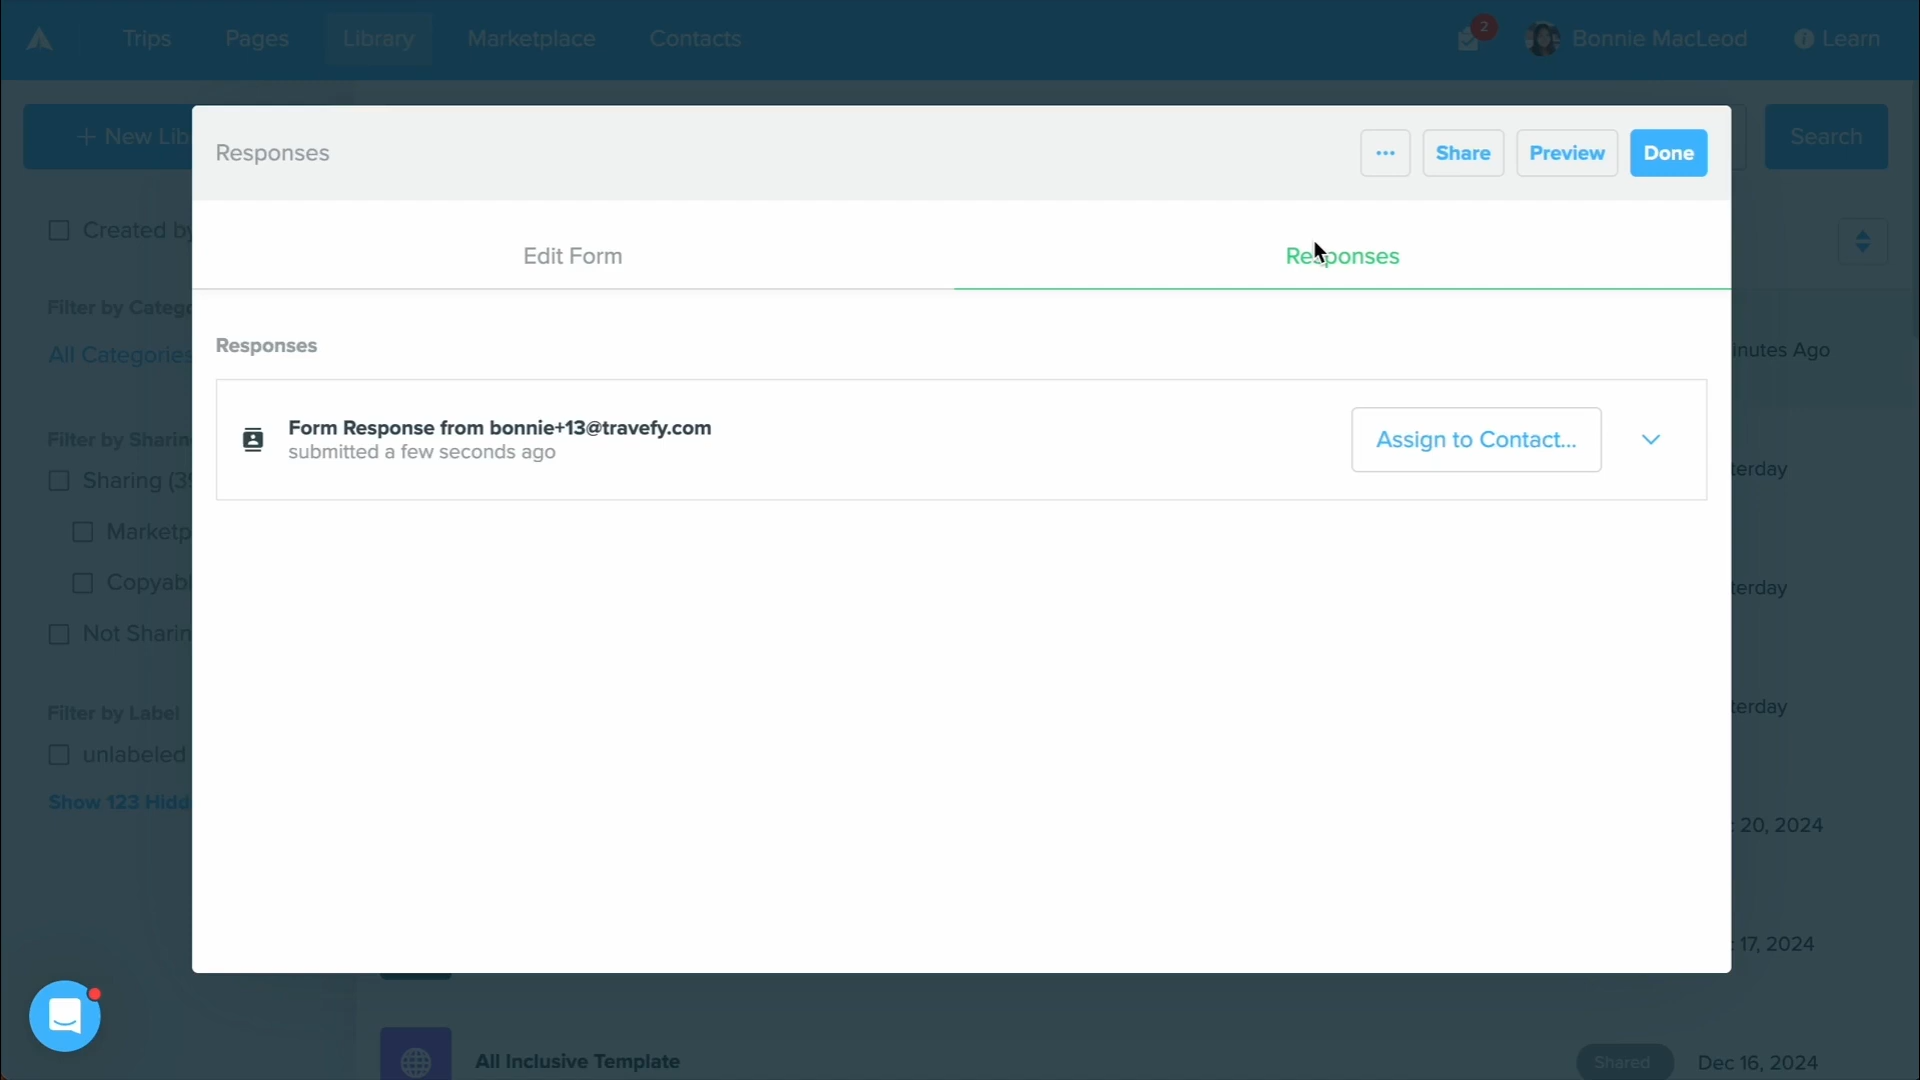 Trips
Pages
Library
Marketplace
Contacts
2
Bonnie MacLeod
Learn
+ New Lib
Search
Responses
...
Share
Preview
Done
Created by
Edit Form
Responses
Filter by Catego
All Categories
Responses
inutes Ago
Form Response from bonnie+13@travefy.com
submitted a few seconds ago
Assign to Contact...
Filter by Sharin
Sharing (39
terday
Marketp
Copyabl
terday
Not Sharin
Filter by Label
terday
unlabeled
Show 123 Hidd
20, 2024
17, 2024
All Inclusive Template
Shared
Dec 16, 2024